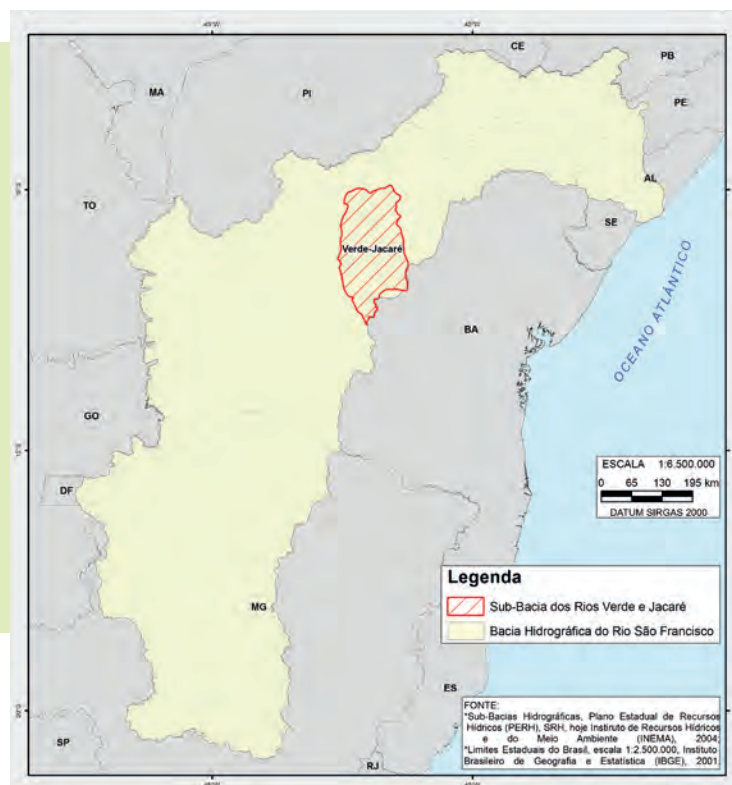 CE
PB
MA
PI
PE
AL
TO
SE
Verde-Jacaré
BA
OCEANO ATLÂNTICO
GO
ESCALA 1:6.500.000
0 65 130 195 km
DATUM SIRGAS 2000
DF
Legenda
Sub-Bacia dos Rios Verde e Jacaré
Bacia Hidrográfica do Rio São Francisco
MG
ES
SP
RJ
FONTE:
*Sub-Bacias Hidrográficas, Plano Estadual de Recursos
Hídricos (PERH), SRH, hoje Instiruto de Recursos Hídricos
e do Meio Ambiente (INEMA), 2004;
*Limites Estaduais do Brasil, escala 1:2.500.000, Instituto
Brasileiro de Geografia e Estatística (IBGE), 2001.